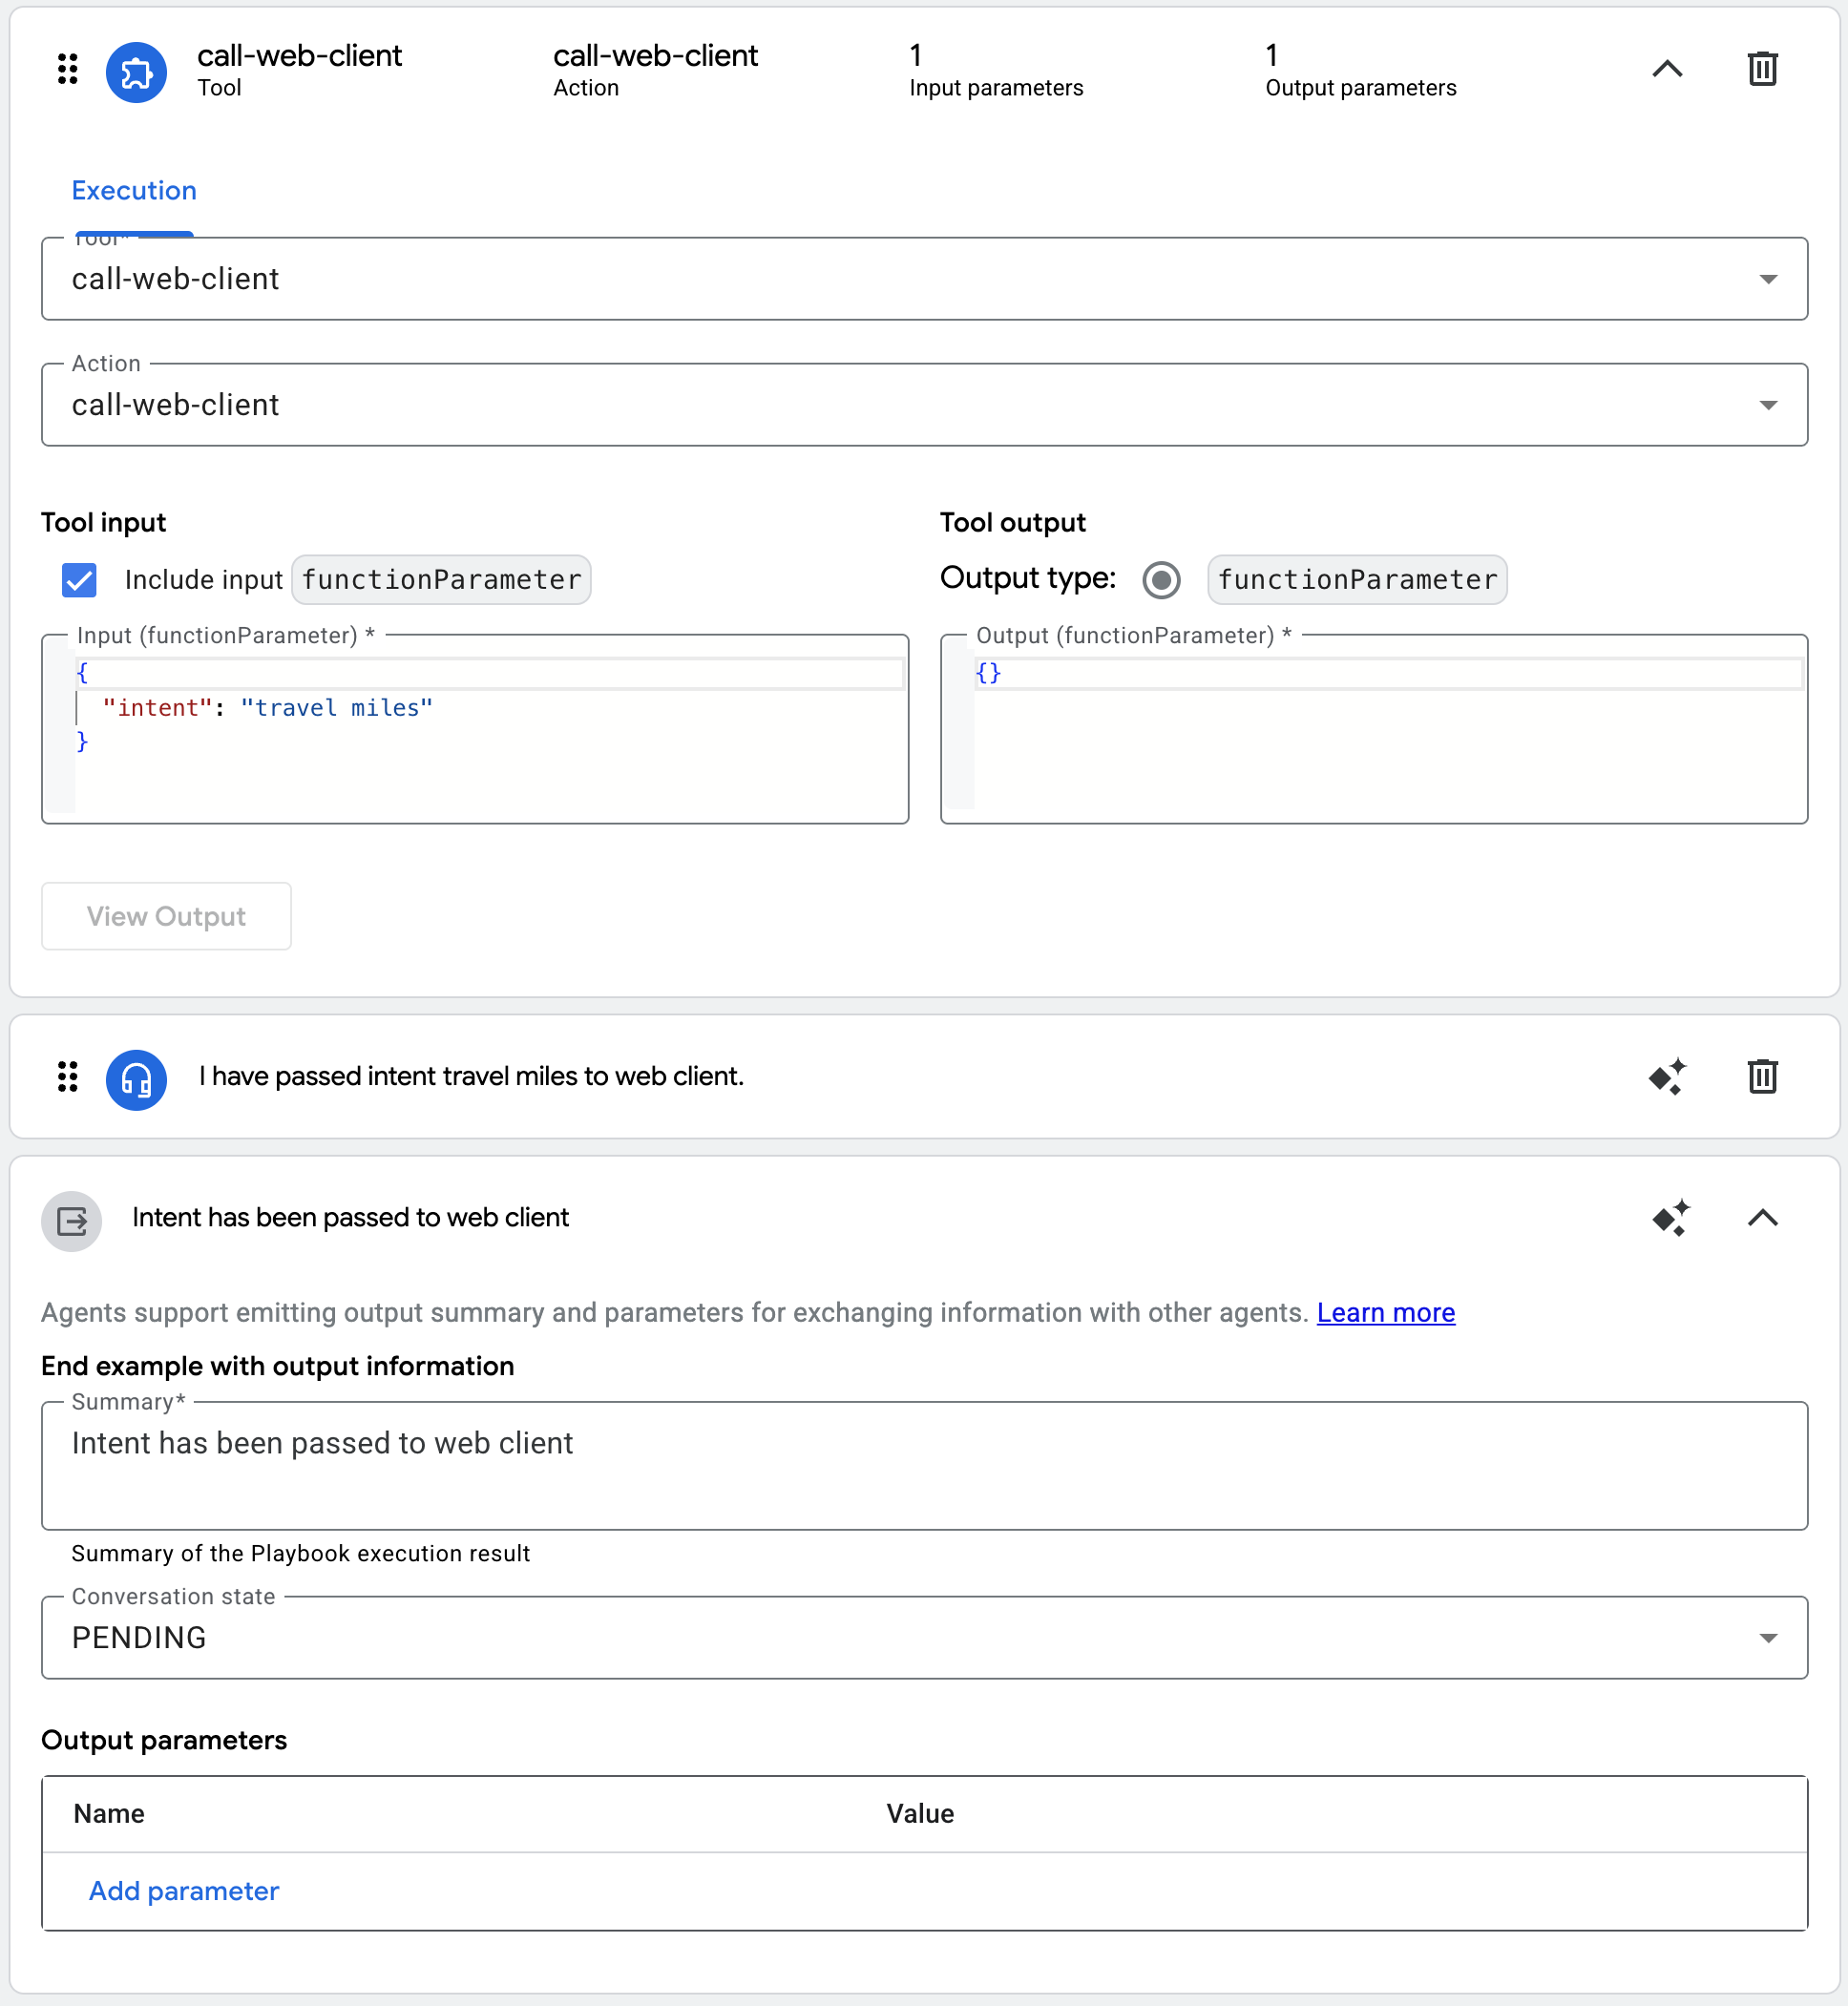 call-web-client call-web-client 1 1
Tool Action Input parameters Output parameters
Execution
Tool*
call-web-client
Action
call-web-client
Tool input Tool output
Include input functionParameter Output type: functionParameter
Input (functionParameter) * Output (functionParameter) *
{ {}
"intent": "travel miles"
}
View Output
I have passed intent travel miles to web client.
Intent has been passed to web client
Agents support emitting output summary and parameters for exchanging information with other agents. Learn more
End example with output information
Summary*
Intent has been passed to web client
Summary of the Playbook execution result
Conversation state
PENDING
Output parameters
Name Value
Add parameter